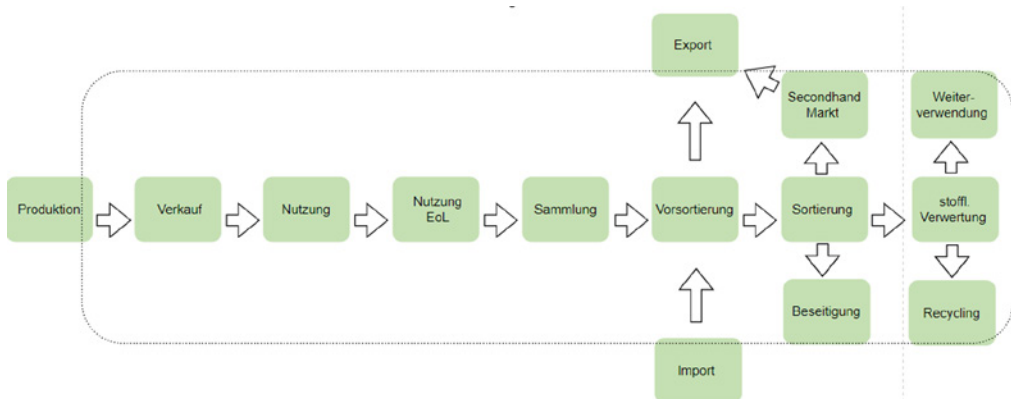 Export
Secondhand
Markt
Weiter-
verwendung
Produktion
Verkauf
Nutzung
Nutzung
EoL
Sammlung
Vorsortierung
Sortierung
stoffl.
Verwertung
Beseitigung
Recycling
Import